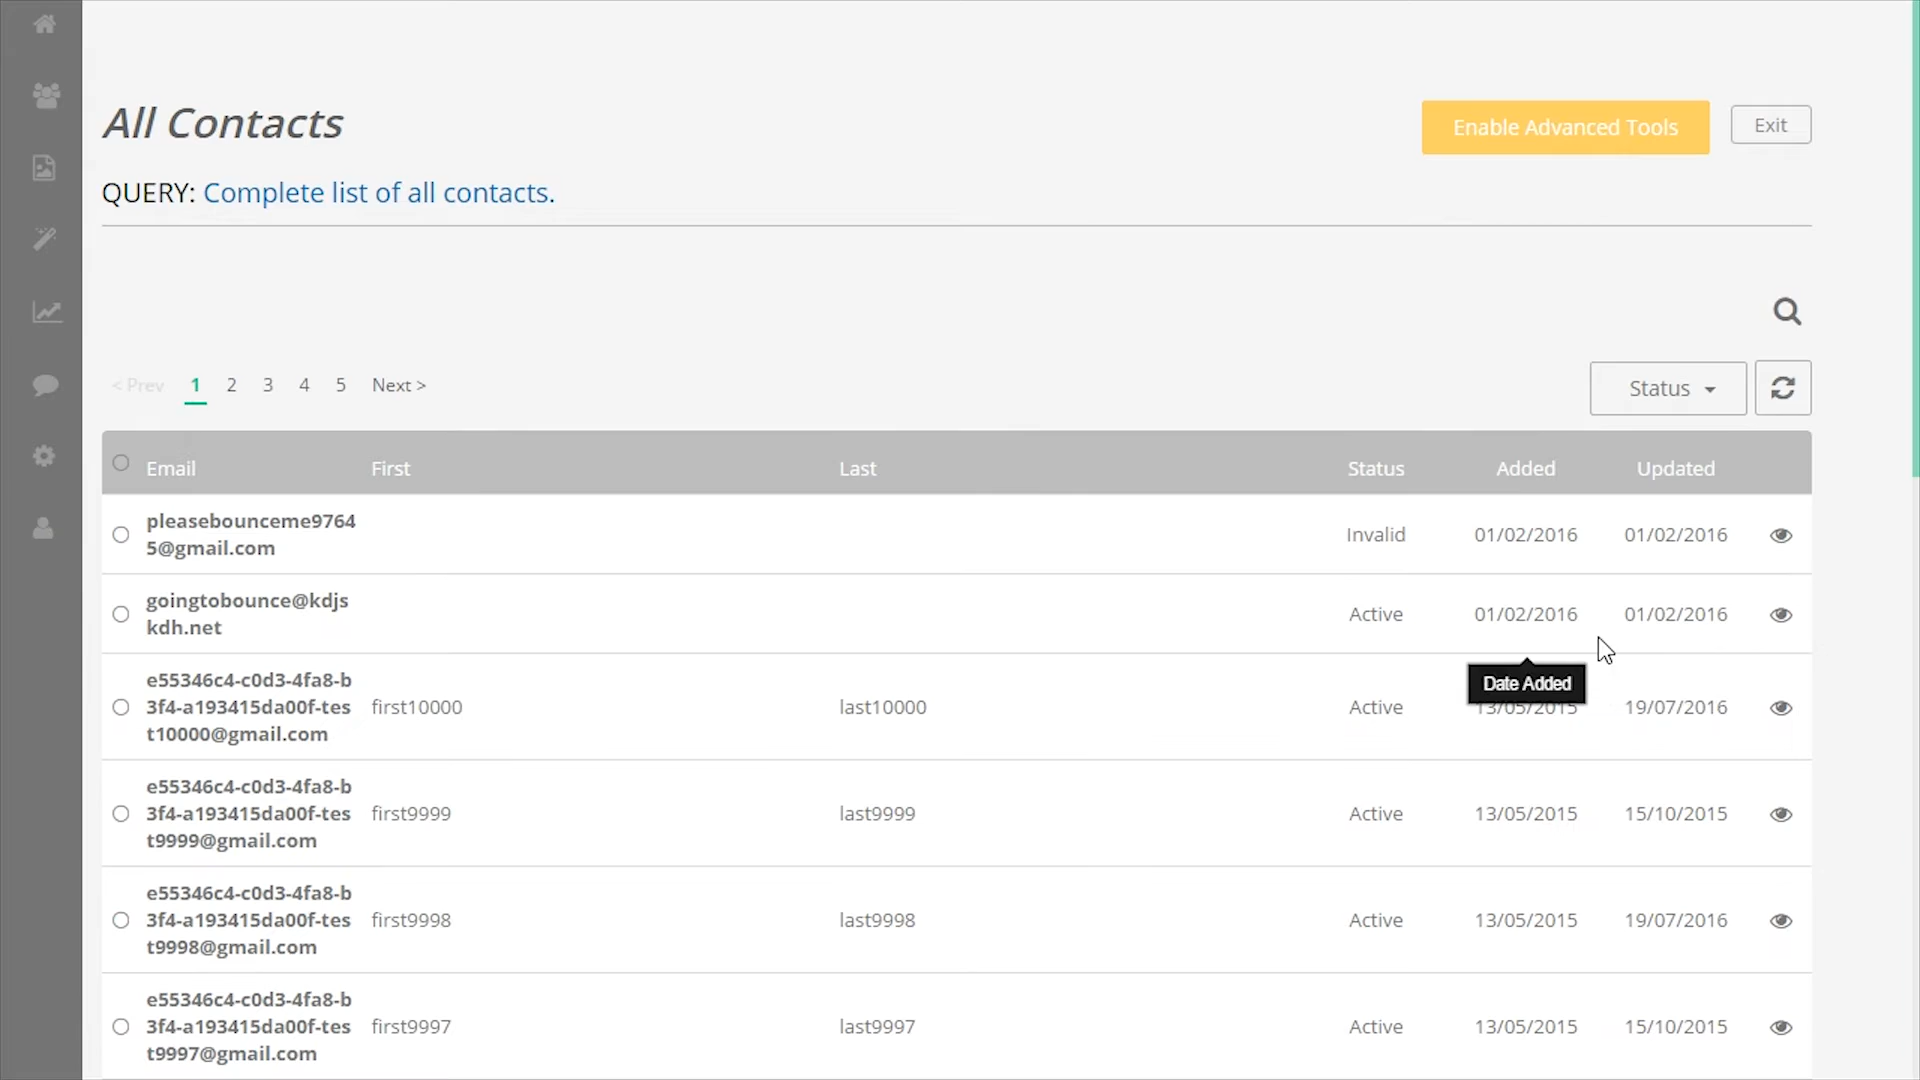 All Contacts
Enable Advanced Tools
Exit
QUERY: Complete list of all contacts.
< Prev 1 2 3 4 5 Next >
Status
Email First Last Status Added Updated
pleasebounceme9764
5@gmail.com
Invalid 01/02/2016 01/02/2016
goingtobounce@kdjs
kdh.net
Active 01/02/2016 01/02/2016
Date Added
e55346c4-c0d3-4fa8-b
3f4-a193415da00f-tes
t10000@gmail.com
first10000 last10000 Active 13/05/2015 19/07/2016
e55346c4-c0d3-4fa8-b
3f4-a193415da00f-tes
t9999@gmail.com
first9999 last9999 Active 13/05/2015 15/10/2015
e55346c4-c0d3-4fa8-b
3f4-a193415da00f-tes
t9998@gmail.com
first9998 last9998 Active 13/05/2015 19/07/2016
e55346c4-c0d3-4fa8-b
3f4-a193415da00f-tes
t9997@gmail.com
first9997 last9997 Active 13/05/2015 15/10/2015